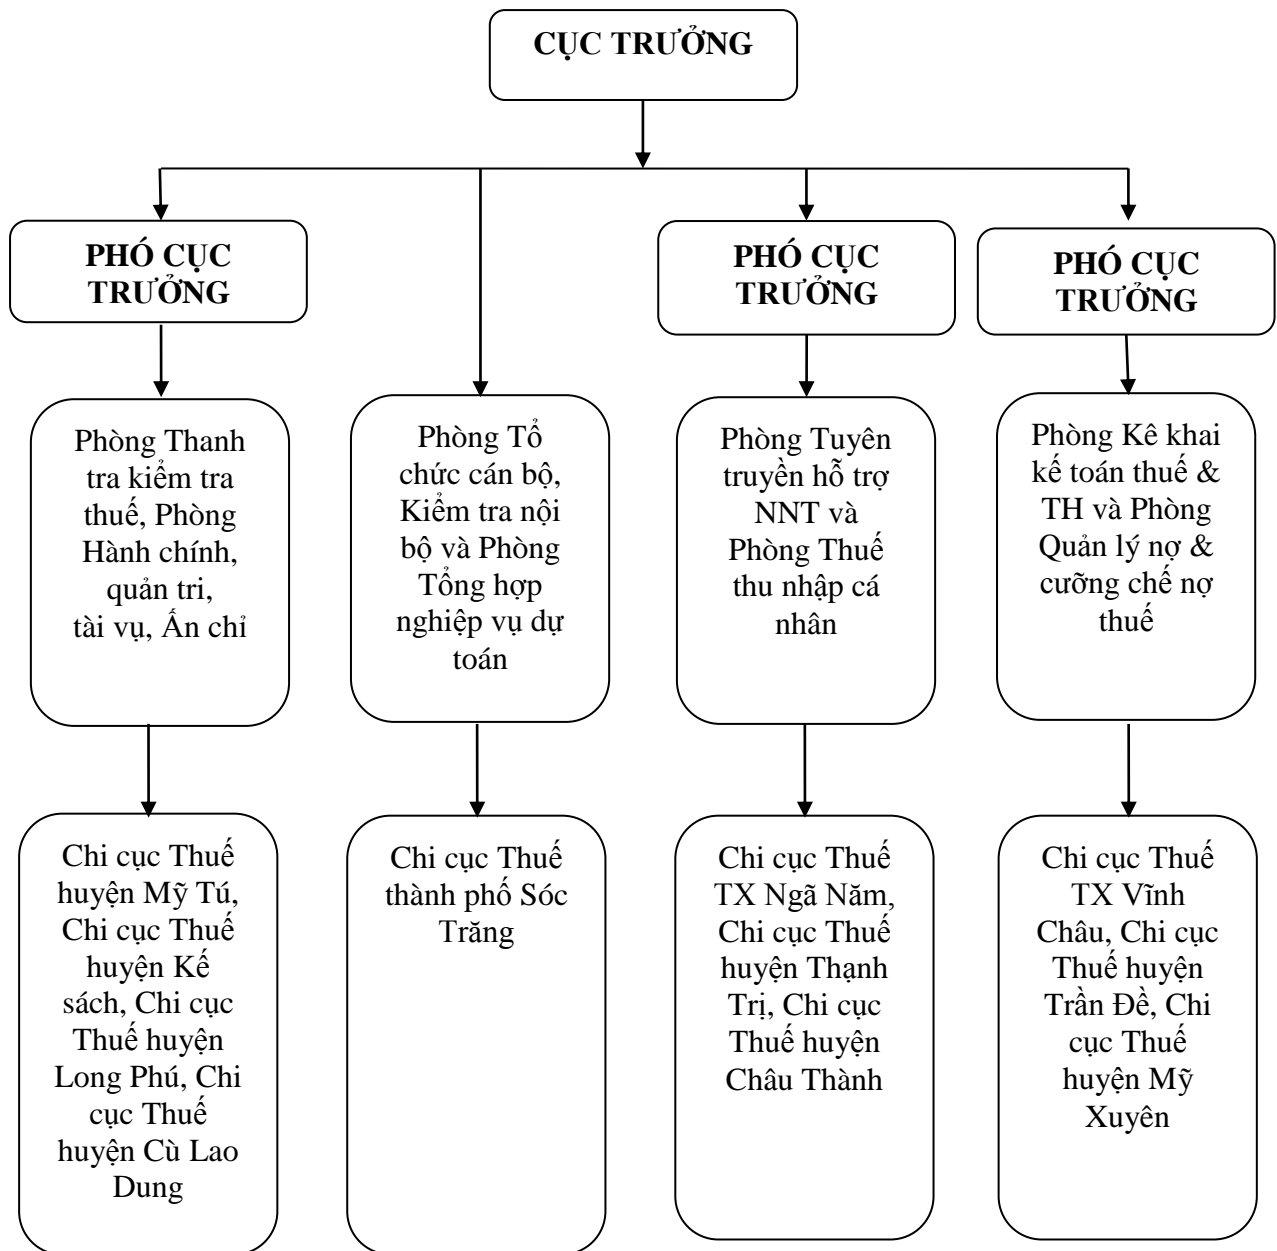 CỤC TRƯỞNG
PHÓ CỤC
TRƯỞNG
PHÓ CỤC
TRƯỞNG
PHÓ CỤC
TRƯỞNG
Phòng Thanh
tra kiểm tra
thuế, Phòng
Hành chính,
quản tri,
tài vụ, Ấn chỉ
Phòng Tổ
chức cán bộ,
Kiểm tra nội
bộ và Phòng
Tổng hợp
nghiệp vụ dự
toán
Phòng Tuyên
truyền hỗ trợ
NNT và
Phòng Thuế
thu nhập cá
nhân
Phòng Kê khai
kế toán thuế &
TH và Phòng
Quản lý nợ &
cưỡng chế nợ
thuế
Chi cục Thuế
huyện Mỹ Tú,
Chi cục Thuế
huyện Kế
sách, Chi cục
Thuế huyện
Long Phú, Chi
cục Thuế
huyện Cù Lao
Dung
Chi cục Thuế
thành phố Sóc
Trăng
Chi cục Thuế
TX Ngã Năm,
Chi cục Thuế
huyện Thạnh
Trị, Chi cục
Thuế huyện
Châu Thành
Chi cục Thuế
TX Vĩnh
Châu, Chi cục
Thuế huyện
Trần Đề, Chi
cục Thuế
huyện Mỹ
Xuyên